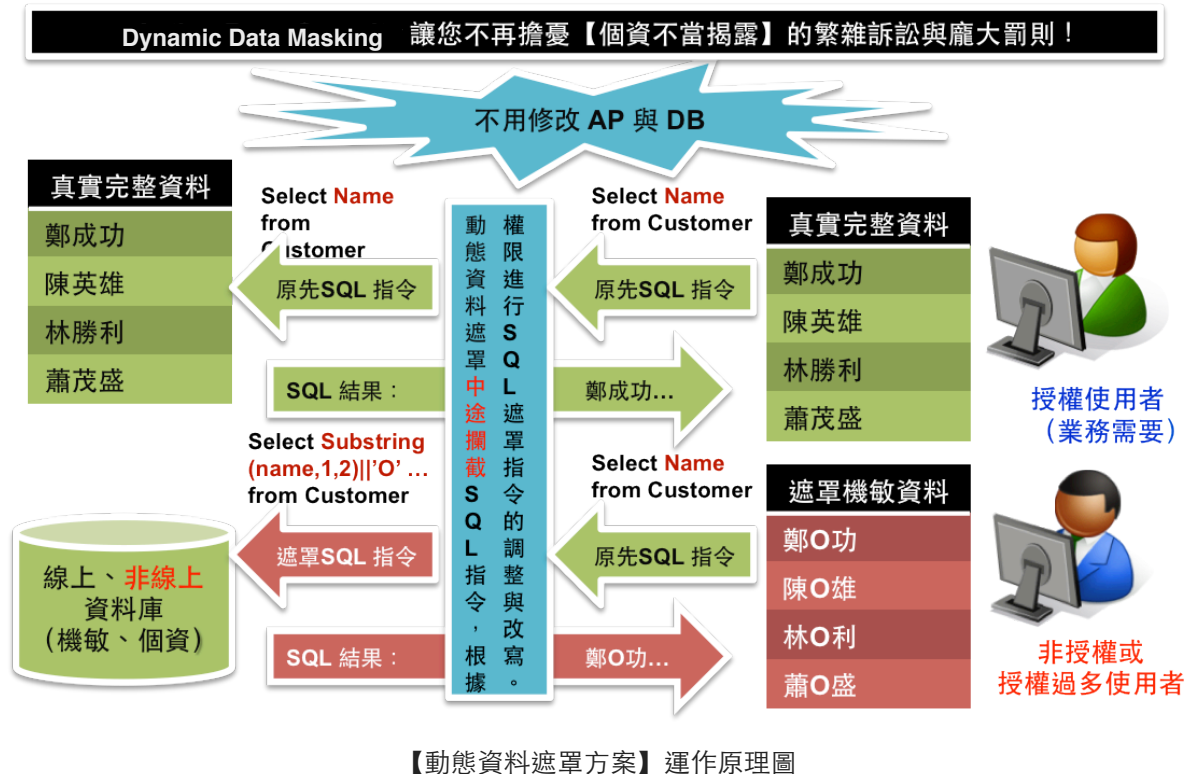 Dynamic Data Masking 讓您不再擔憂【個資不當揭露】的繁雜訴訟與龐大罰則！
不用修改 AP 與 DB
真實完整資料
鄭成功
陳英雄
林勝利
蕭茂盛
Select Name
from
Customer
原先SQL 指令
Select Name
from Customer
原先SQL 指令
SQL 結果：
鄭成功...
動態資料遮罩中途攔截SQL指令，根據
權限進行SQL遮罩指令的調整與改寫。
真實完整資料
鄭成功
陳英雄
林勝利
蕭茂盛
授權使用者
（業務需要）
Select Substring
(name,1,2)||’O’ ...
from Customer
遮罩SQL 指令
Select Name
from Customer
原先SQL 指令
SQL 結果：
鄭O功...
線上、非線上
資料庫
（機敏、個資）
遮罩機敏資料
鄭O功
陳O雄
林O利
蕭O盛
非授權或
授權過多使用者
【動態資料遮罩方案】運作原理圖